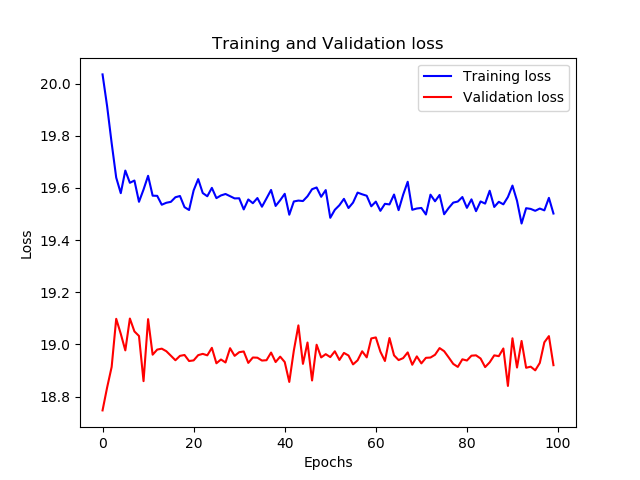 Training and Validation loss
Training loss
Validation loss
20.0
19.8
19.6
19.4
19.2
19.0
18.8
Loss
0
20
40
60
80
100
Epochs